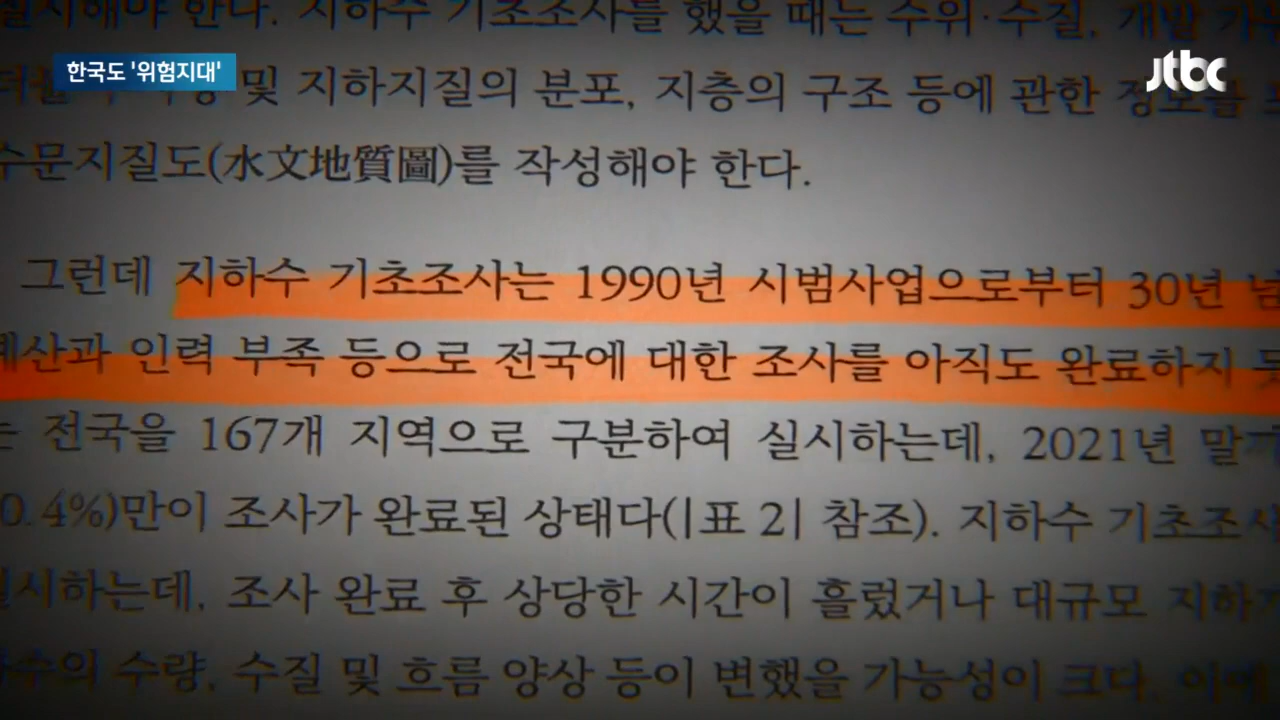 한국도 '위험지대'
jtbc
실시해야 한다. 지하수 기초조사를 했을 때는 수위·수질, 개발
및 지하지질의 분포, 지층의 구조 등에 관한 정보를
수문지질도(水文地質圖)를 작성해야 한다.
그런데 지하수 기초조사는 1990년 시범사업으로부터 30년
예산과 인력 부족 등으로 전국에 대한 조사를 아직도 완료하지
는 전국을 167개 지역으로 구분하여 실시하는데, 2021년 말
0.4%)만이 조사가 완료된 상태다(|표 2| 참조). 지하수 기초조사
실시하는데, 조사 완료 후 상당한 시간이 흘렀거나 대규모
수의 수량, 수질 및 흐름 양상 등이 변했을 가능성이 크다.